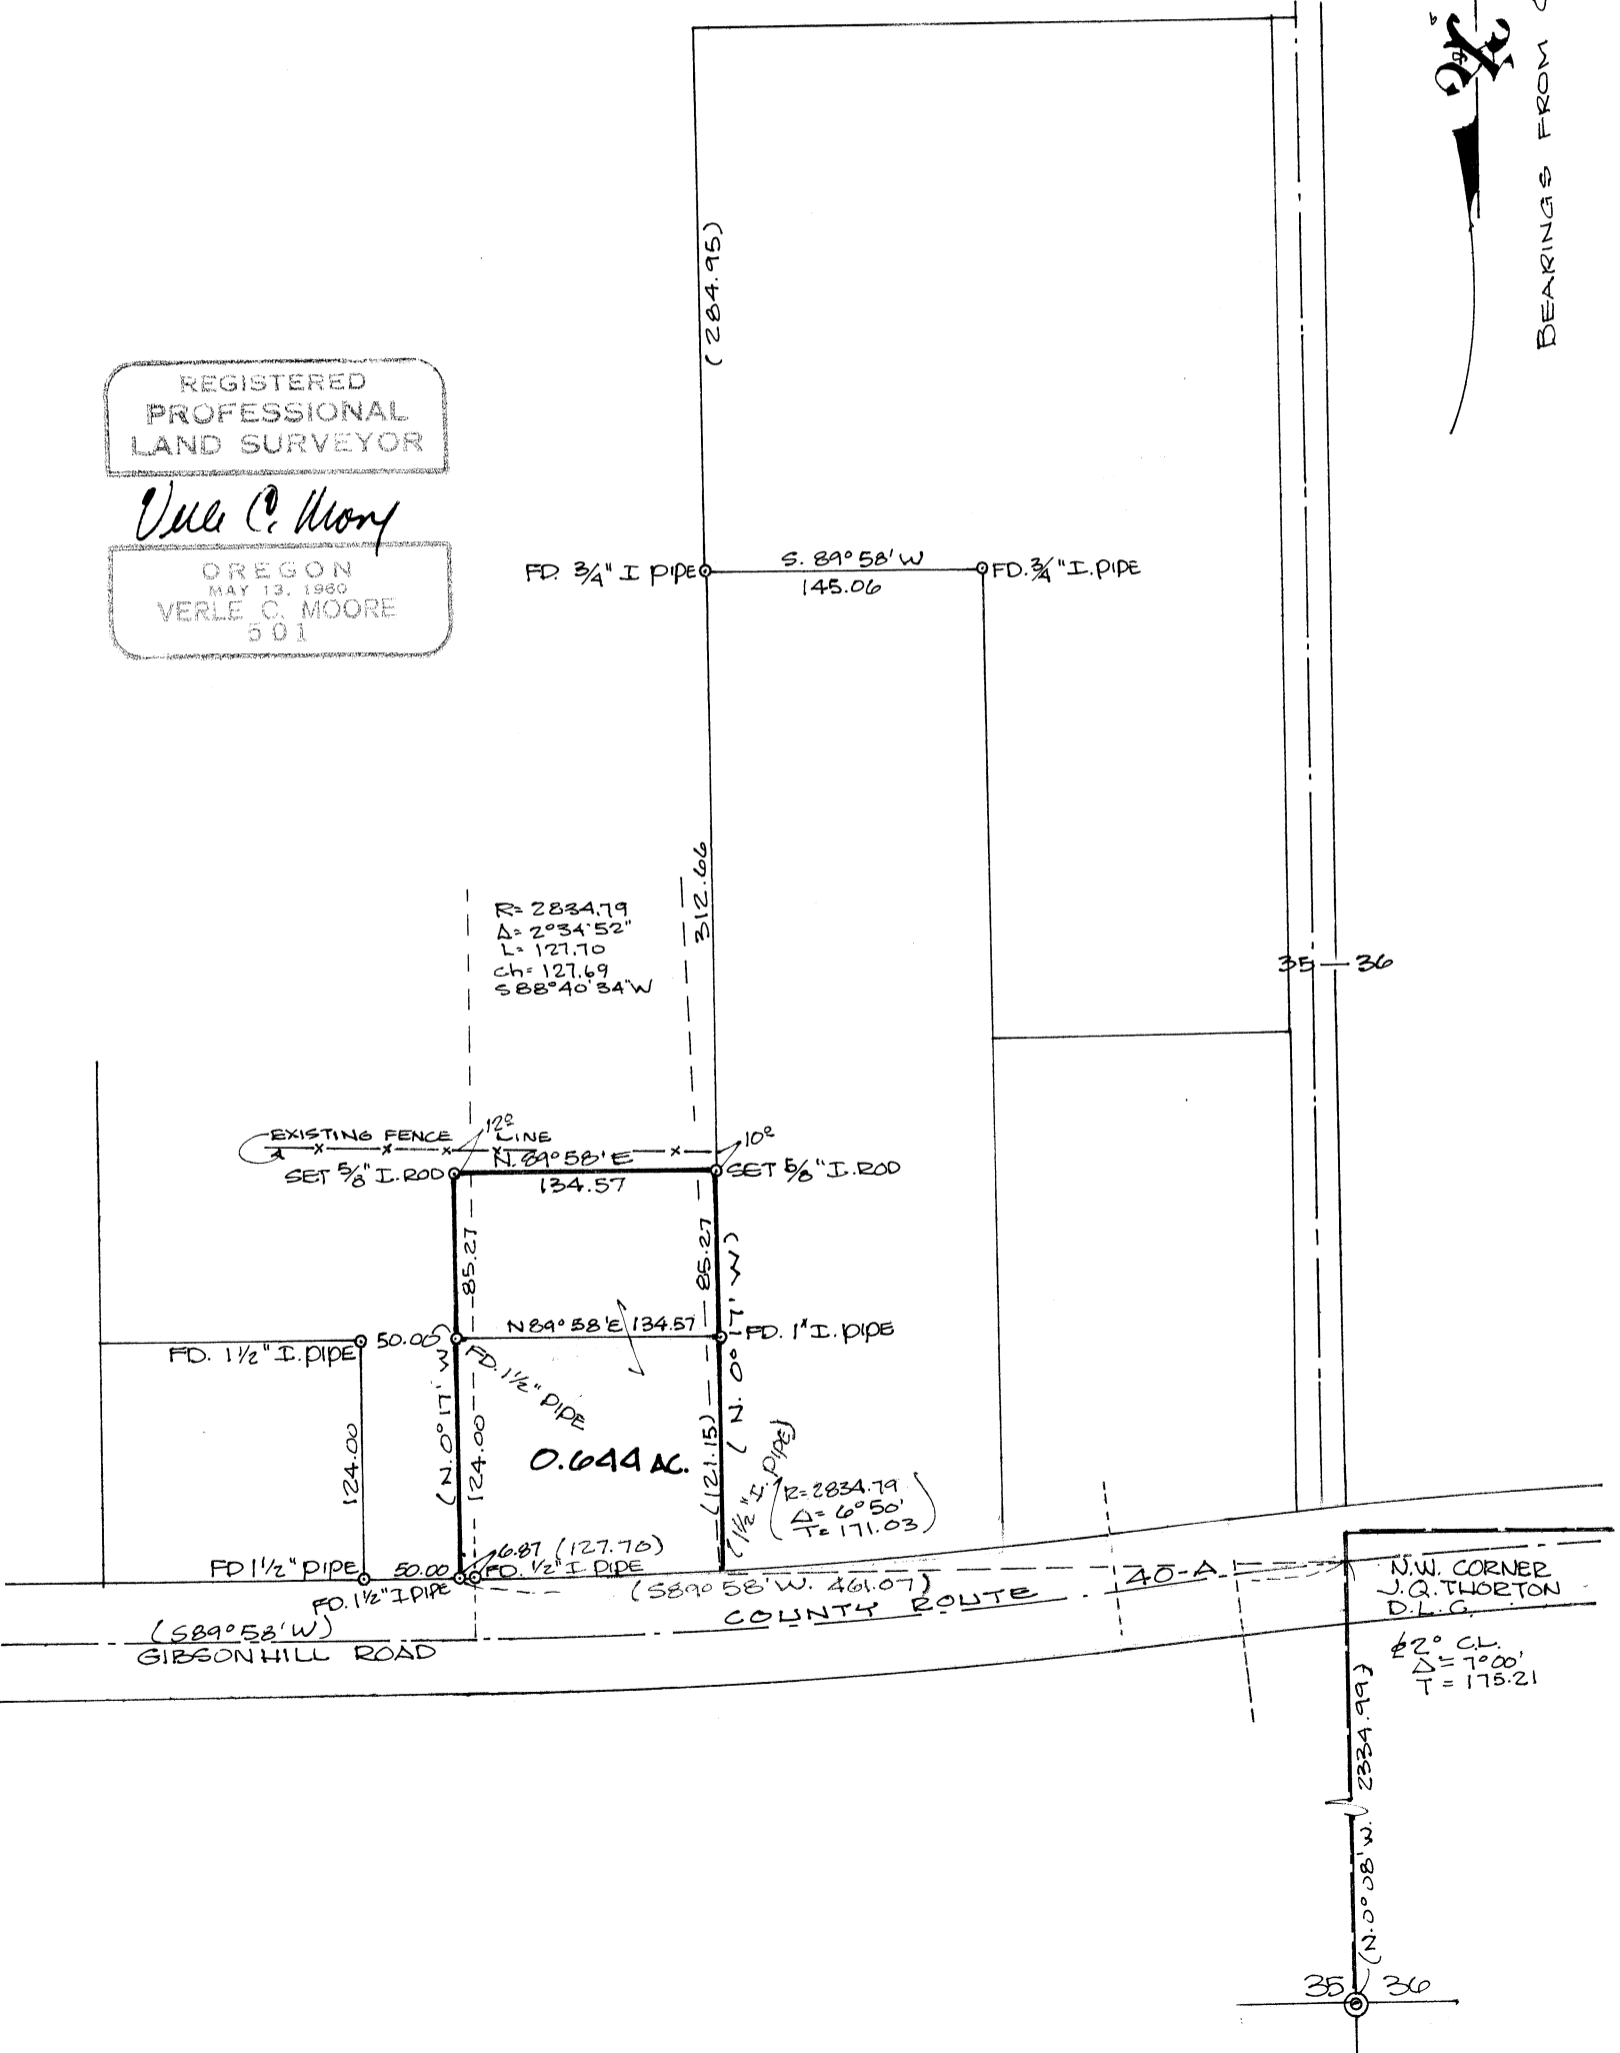 BEARINGS FROM
(284.95)
REGISTERED
PROFESSIONAL
LAND SURVEYOR
Verle C. Moore
OREGON
MAY 13, 1960
VERLE C. MOORE
501
FD. 3/4" I PIPE
S. 89°58' W
145.06
FD. 3/4" I. PIPE
312.66
R= 2834.79
Δ= 2°34'52"
L= 127.70
ch= 127.69
S 88°40'34"W
35 36
EXISTING FENCE LINE
12º
10º
N. 89°58' E
134.57
SET 5/8" I. ROD
SET 5/8" I. ROD
85.27
85.27
(N. 0°17' W)
N 89°58' E 134.57
50.00
FD. 1 1/2" I. PIPE
FD. 1 1/2" PIPE
FD. 1" I. PIPE
124.00
(N. 0°17' W)
124.00
0.644 AC.
(121.15)
(1 1/2" I. PIPE)
(R= 2834.79
Δ= 6°50'
T= 171.03)
FD 1 1/2" PIPE
50.00
6.87 (127.70)
FD. 1/2" I. PIPE
FD. 1 1/2" I PIPE
(S89°58' W. 461.07)
COUNTY ROUTE 40-A
(S89°58' W)
GIBSON HILL ROAD
N.W. CORNER
J.Q. THORTON
D.L.C.
¢ 2° C.L.
Δ= 7°00'
T = 175.21
(N. 0°08' W. 2334.99)
35 36